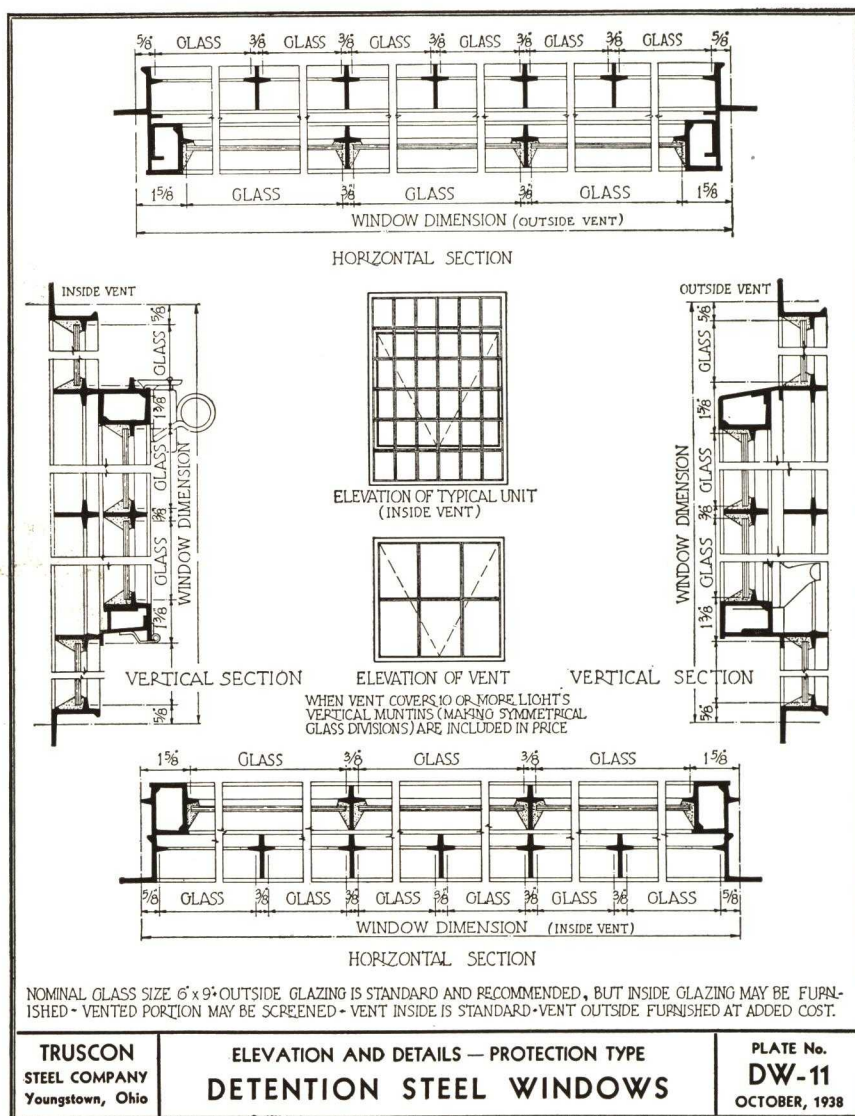 5/8" GLASS 3/8" GLASS 3/8" GLASS 3/8" GLASS 3/8" GLASS 3/8" GLASS 5/8"
1 5/8" GLASS 3/8" GLASS 3/8" GLASS 1 5/8"
WINDOW DIMENSION (OUTSIDE VENT)
HORIZONTAL SECTION
INSIDE VENT
5/8"
GLASS
1 3/8"
GLASS
3/8"
GLASS
1 3/8"
5/8"
WINDOW DIMENSION
VERTICAL SECTION
ELEVATION OF TYPICAL UNIT
(INSIDE VENT)
ELEVATION OF VENT
WHEN VENT COVERS 10 OR MORE LIGHTS
VERTICAL MUNTINS (MAKING SYMMETRICAL
GLASS DIVISIONS) ARE INCLUDED IN PRICE
OUTSIDE VENT
5/8"
GLASS
GLASS
3/8"
GLASS
1 3/8"
5/8"
WINDOW DIMENSION
VERTICAL SECTION
1 5/8" GLASS 3/8" GLASS 3/8" GLASS 1 5/8"
5/8" GLASS 3/8" GLASS 3/8" GLASS 3/8" GLASS 3/8" GLASS 3/8" GLASS 5/8"
WINDOW DIMENSION (INSIDE VENT)
HORIZONTAL SECTION
NOMINAL GLASS SIZE 6" x 9" • OUTSIDE GLAZING IS STANDARD AND RECOMMENDED, BUT INSIDE GLAZING MAY BE FURN-
ISHED - VENTED PORTION MAY BE SCREENED - VENT INSIDE IS STANDARD • VENT OUTSIDE FURNISHED AT ADDED COST.
TRUSCON
STEEL COMPANY
Youngstown, Ohio
ELEVATION AND DETAILS — PROTECTION TYPE
DETENTION STEEL WINDOWS
PLATE No.
DW-11
OCTOBER, 1938